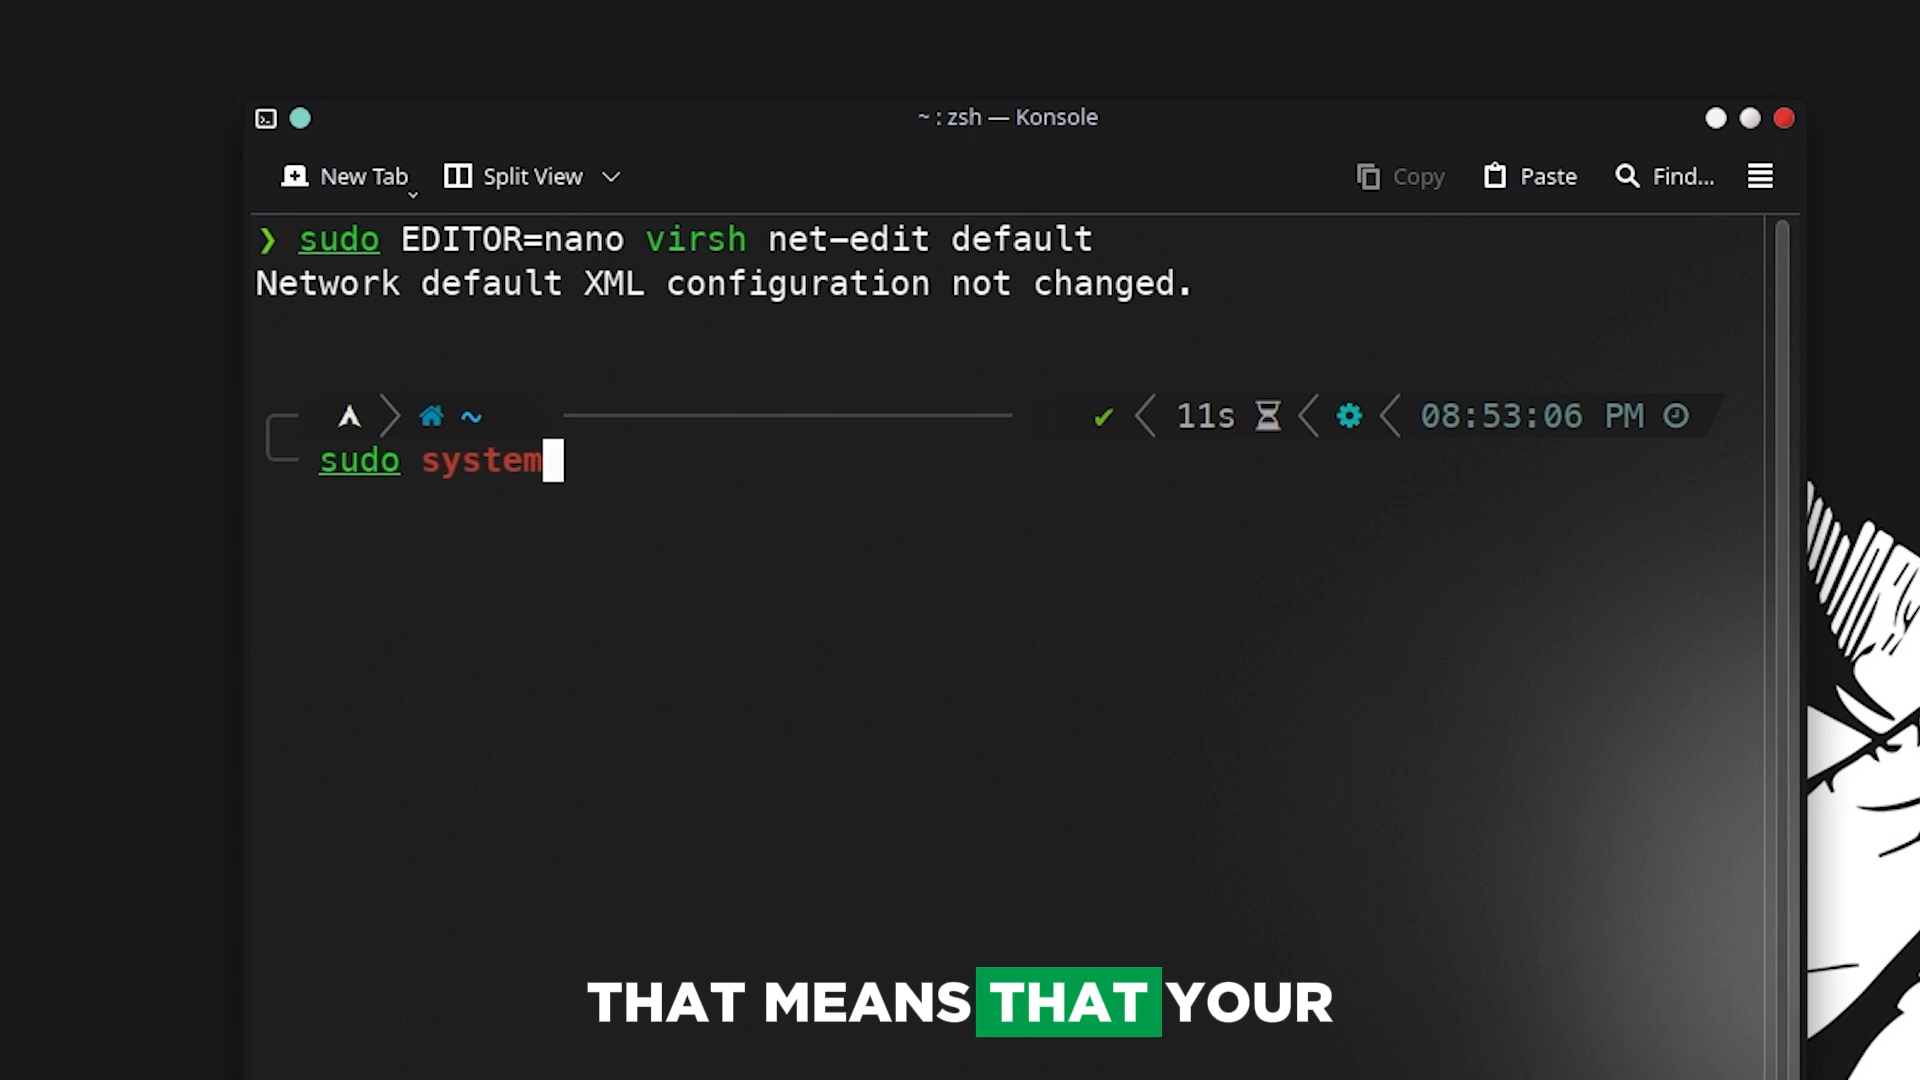 ~ : zsh — Konsole
New Tab Split View Copy Paste Find...
❯ sudo EDITOR=nano virsh net-edit default
Network default XML configuration not changed.
~ ✔ 11s 08:53:06 PM
sudo system
THAT MEANS THAT YOUR